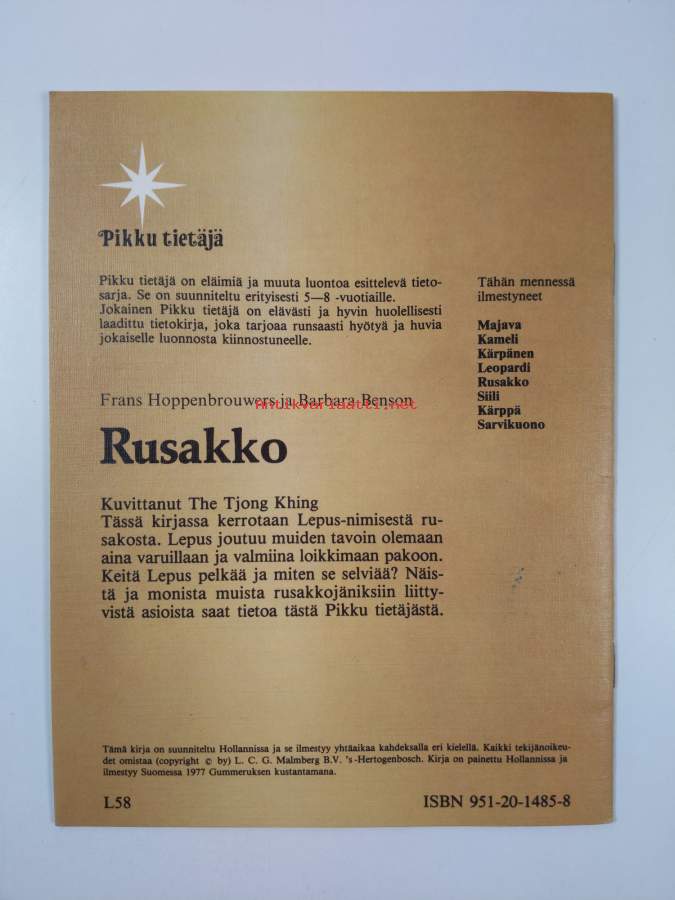 Pikku tietäjä
Pikku tietäjä on eläimiä ja muuta luontoa esittelevä tieto-
sarja. Se on suunniteltu erityisesti 5—8 -vuotiaille.
Jokainen Pikku tietäjä on elävästi ja hyvin huolellisesti
laadittu tietokirja, joka tarjoaa runsaasti hyötyä ja huvia
jokaiselle luonnosta kiinnostuneelle.
Tähän mennessä
ilmestyneet
Majava
Kameli
Kärpänen
Leopardi
Rusakko
Siili
Kärppä
Sarvikuono
Frans Hoppenbrouwers ja Barbara Benson
Antikvariaatti.net
Rusakko
Kuvittanut The Tjong Khing
Tässä kirjassa kerrotaan Lepus-nimisestä ru-
sakosta. Lepus joutuu muiden tavoin olemaan
aina varuillaan ja valmiina loikkimaan pakoon.
Keitä Lepus pelkää ja miten se selviää? Näis-
tä ja monista muista rusakkojäniksiin liitty-
vistä asioista saat tietoa tästä Pikku tietäjästä.
Tämä kirja on suunniteltu Hollannissa ja se ilmestyy yhtäaikaa kahdeksalla eri kielellä. Kaikki tekijänoikeu-
det omistaa (copyright © by) L. C. G. Malmberg B.V. 's-Hertogenbosch. Kirja on painettu Hollannissa ja
ilmestyy Suomessa 1977 Gummeruksen kustantamana.
L58
ISBN 951-20-1485-8